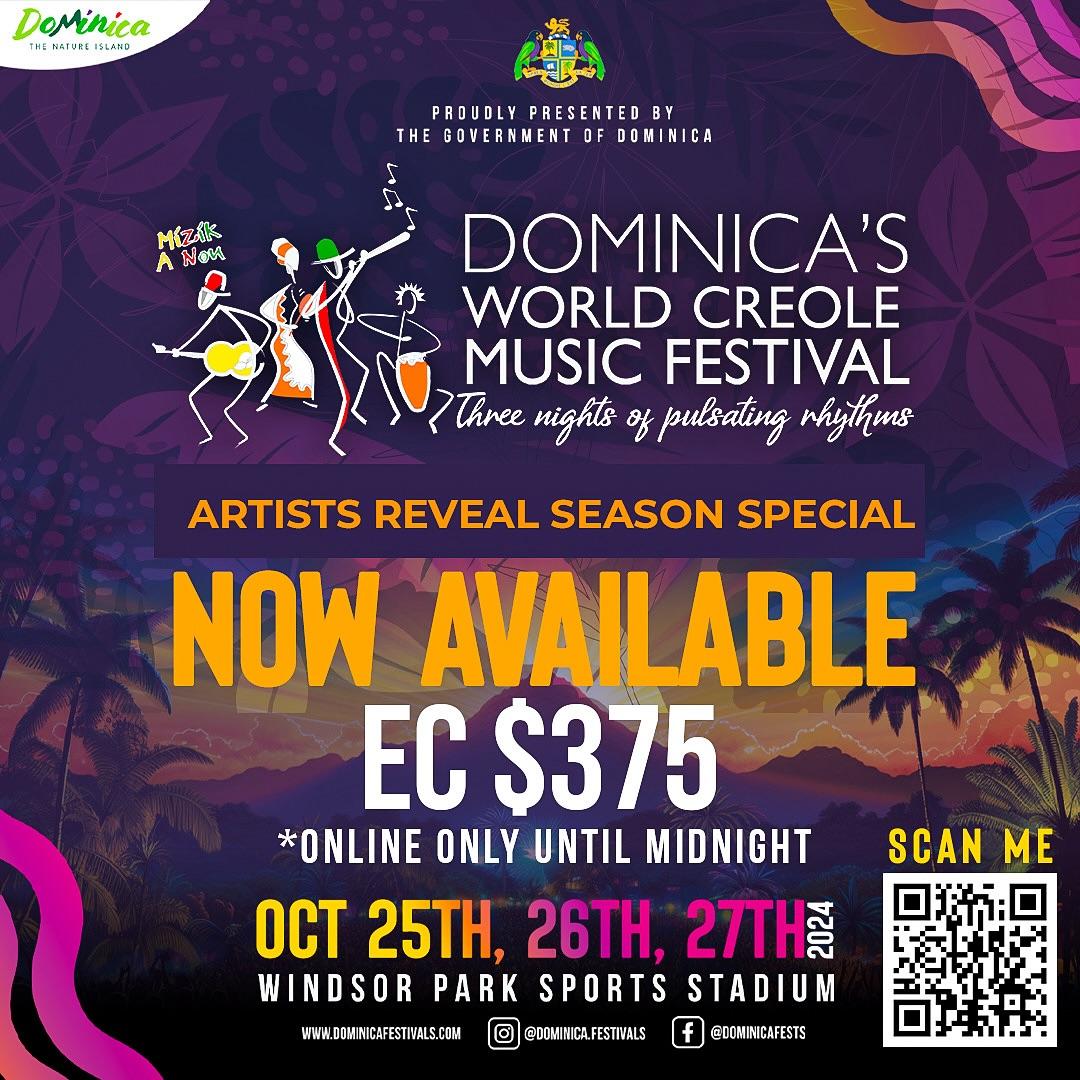 Dominica
THE NATURE ISLAND
PROUDLY PRESENTED BY
THE GOVERNMENT OF DOMINICA
Mizik
A Nou
DOMINICA'S
WORLD CREOLE
MUSIC FESTIVAL
Three nights of pulsating rhythms
ARTISTS REVEAL SEASON SPECIAL
NOW AVAILABLE
EC $375
*ONLINE ONLY UNTIL MIDNIGHT
SCAN ME
OCT 25TH, 26TH, 27TH 2024
WINDSOR PARK SPORTS STADIUM
WWW.DOMINICAFESTIVALS.COM @DOMINICA.FESTIVALS @DOMINICAFESTS